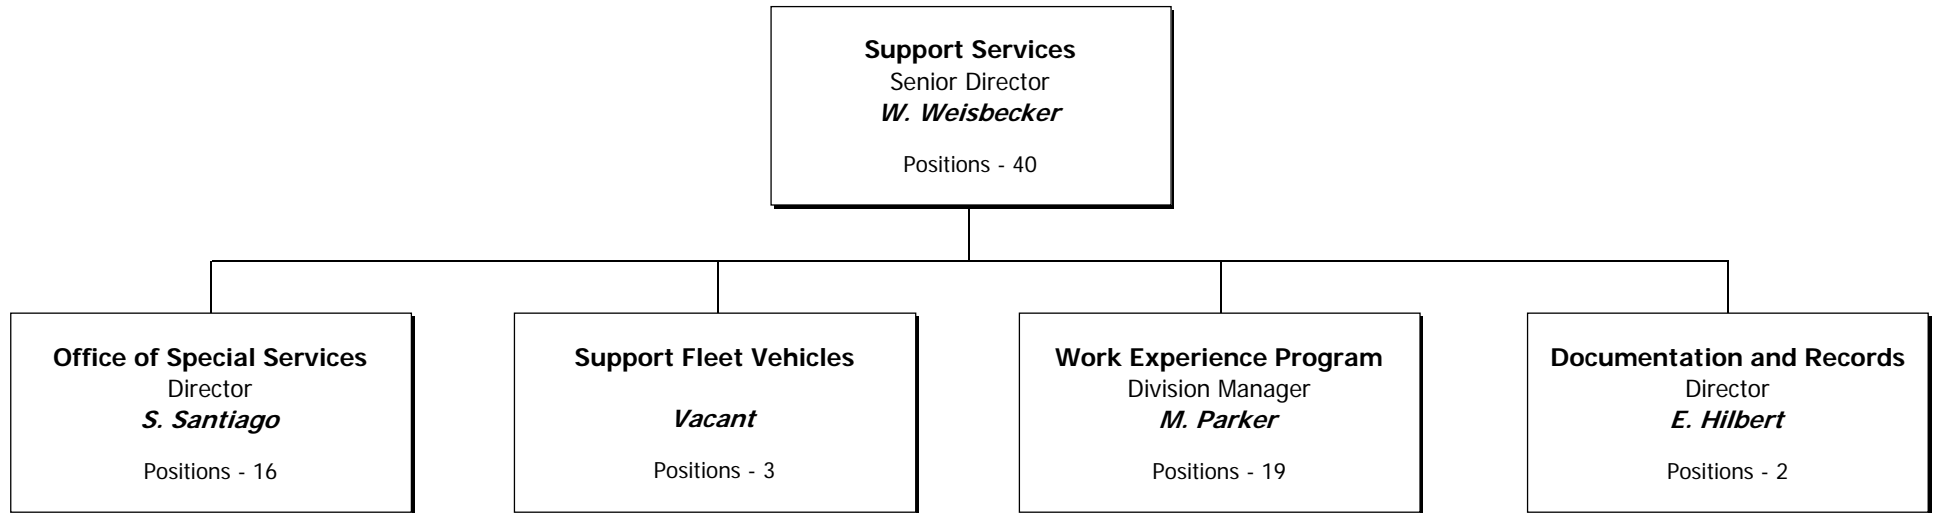 Support Services
Senior Director
W. Weisbecker
Positions - 40
Office of Special Services
Director
S. Santiago
Positions - 16
Support Fleet Vehicles
Vacant
Positions - 3
Work Experience Program
Division Manager
M. Parker
Positions - 19
Documentation and Records
Director
E. Hilbert
Positions - 2